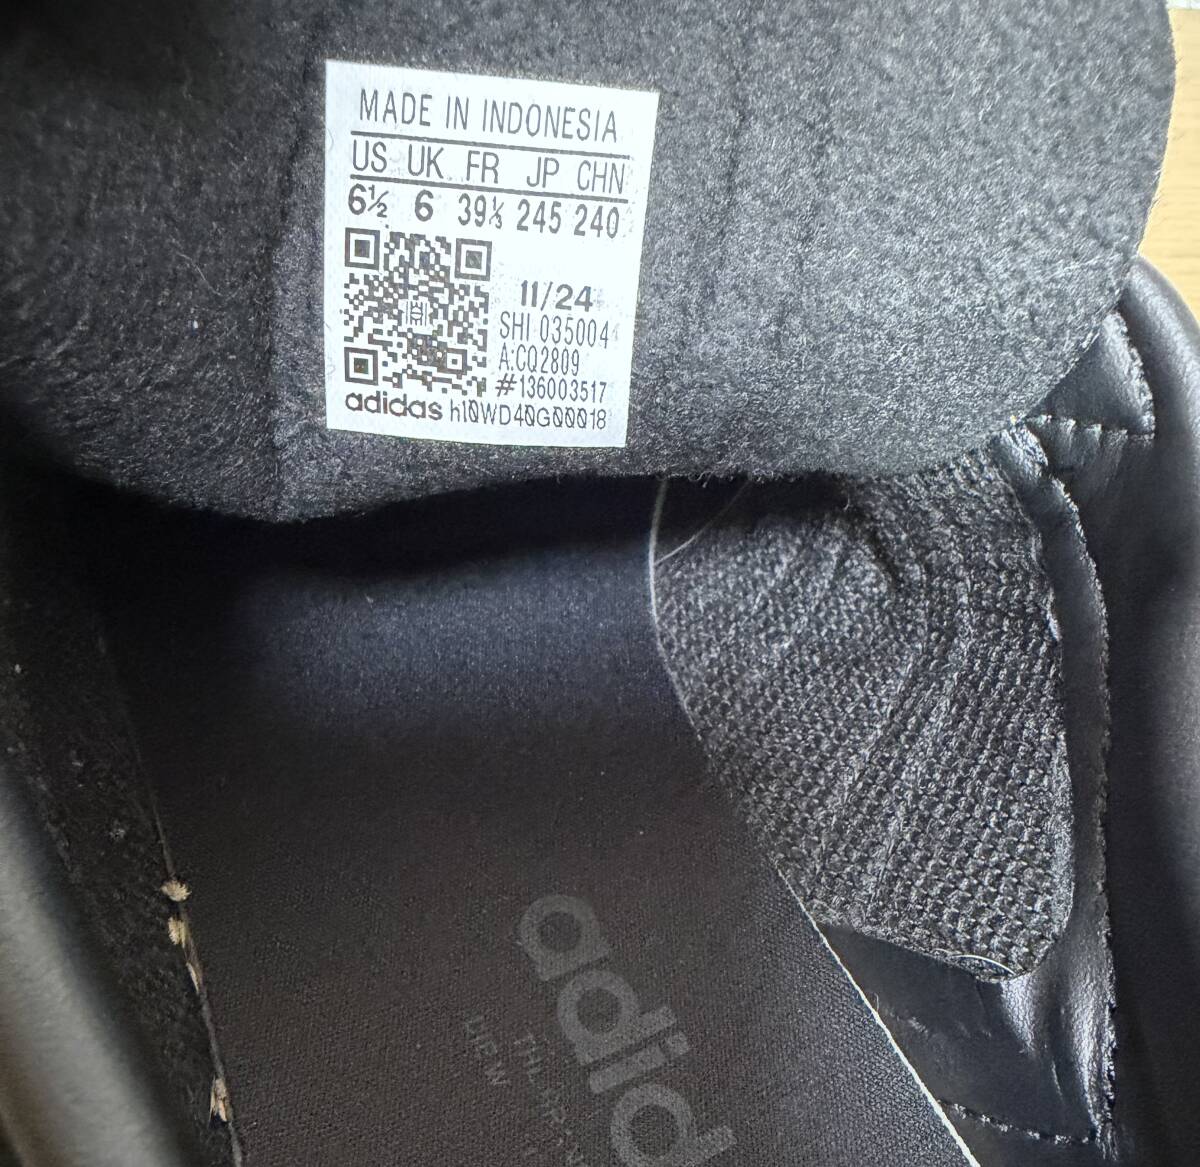 MADE IN INDONESIA
US UK FR JP CHN
6½ 6 39⅓ 245 240
11/24
SHI 035004
A:CQ2809
#136003517
adidas h10WD40G00018
adid